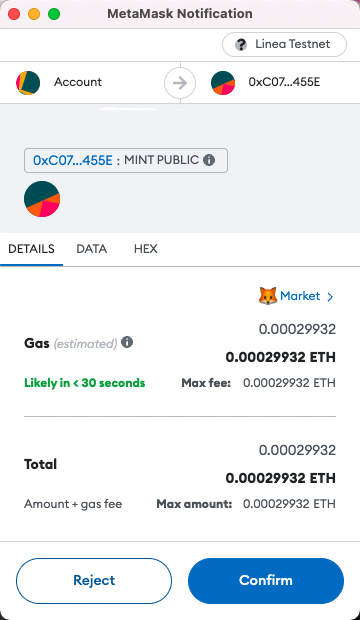 MetaMask Notification
? Linea Testnet
Account
0xC07...455E
0xC07...455E : MINT PUBLIC i
DETAILS DATA HEX
Market >
0.00029932
Gas (estimated) i
0.00029932 ETH
Likely in < 30 seconds Max fee: 0.00029932 ETH
0.00029932
Total
0.00029932 ETH
Amount + gas fee Max amount: 0.00029932 ETH
Reject Confirm